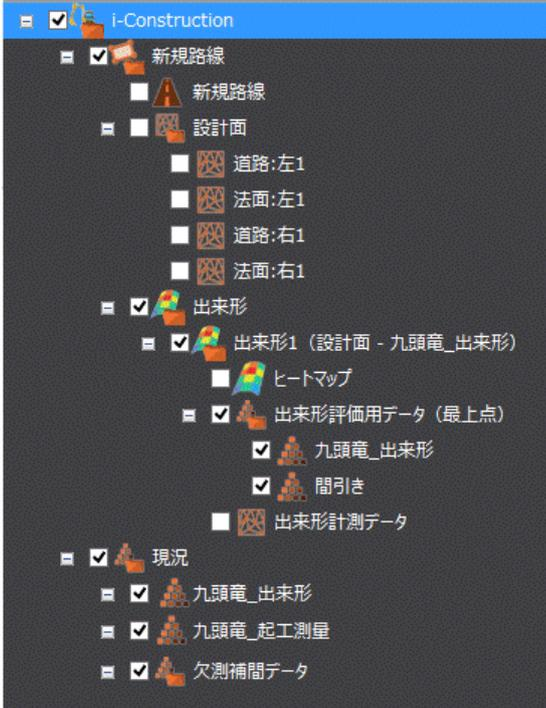 i-Construction
新規路線
新規路線
設計面
道路:左1
法面:左1
道路:右1
法面:右1
出来形
出来形1（設計面 - 九頭竜_出来形）
ヒートマップ
出来形評価用データ（最上点）
九頭竜_出来形
間引き
出来形計測データ
現況
九頭竜_出来形
九頭竜_起工測量
欠測補間データ